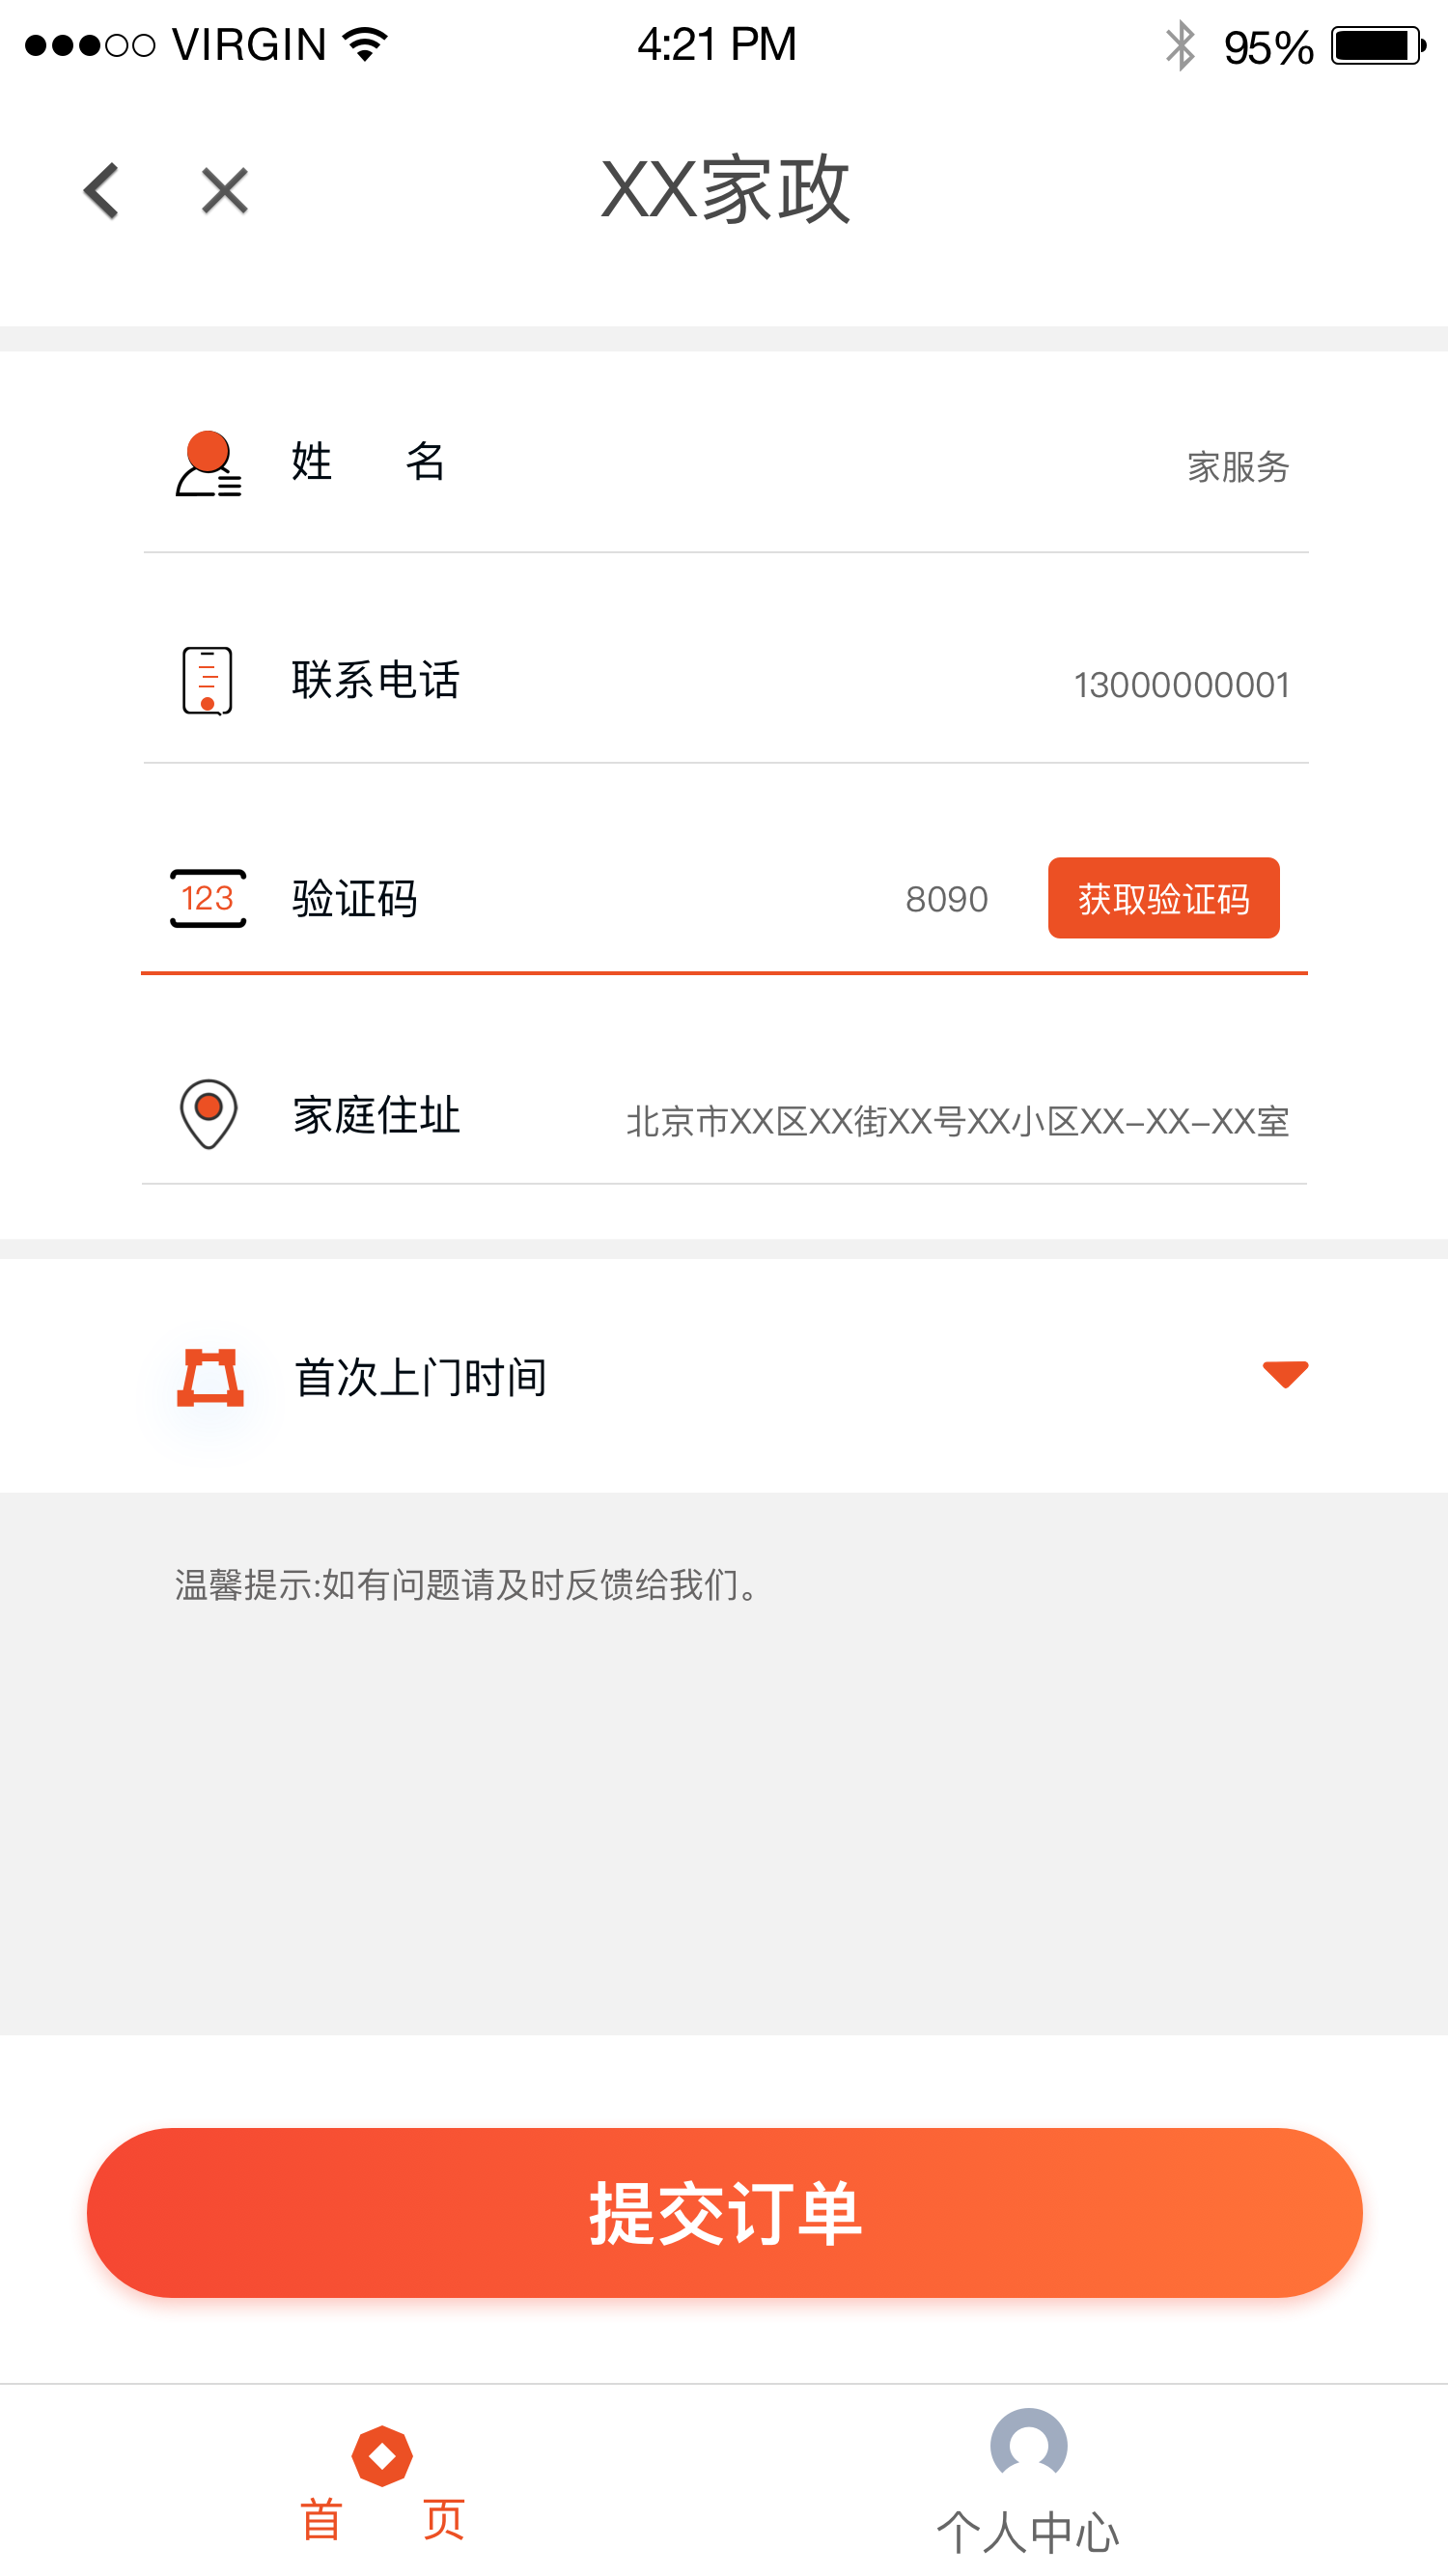 VIRGIN 4:21 PM 95%
XX家政
姓 名 家服务
联系电话 13000000001
123 验证码 8090 获取验证码
家庭住址 北京市XX区XX街XX号XX小区XX-XX-XX室
首次上门时间
温馨提示:如有问题请及时反馈给我们。
提交订单
首 页 个人中心